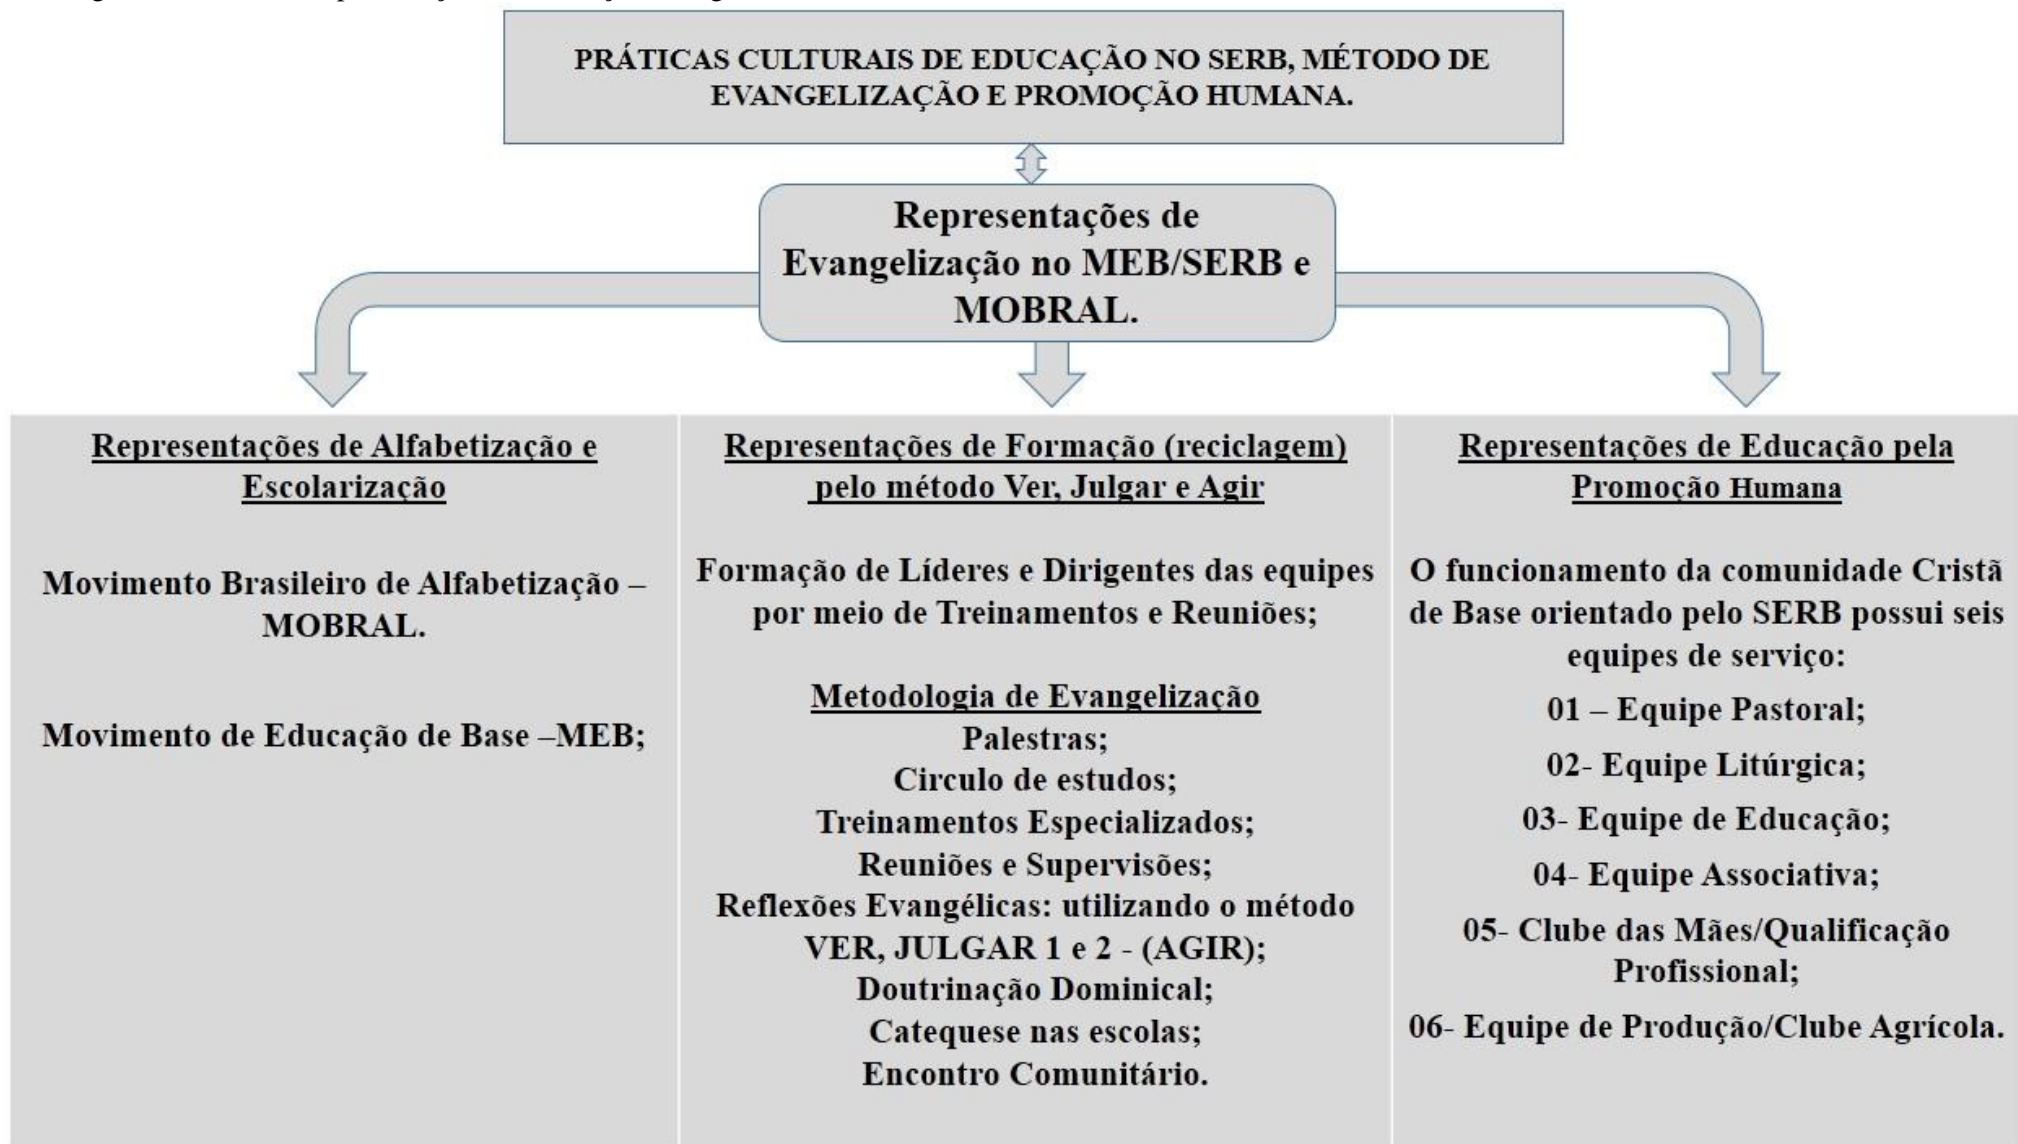 PRÁTICAS CULTURAIS DE EDUCAÇÃO NO SERB, MÉTODO DE
EVANGELIZAÇÃO E PROMOÇÃO HUMANA.
Representações de
Evangelização no MEB/SERB e
MOBRAL.
Representações de Alfabetização e
Escolarização
Movimento Brasileiro de Alfabetização –
MOBRAL.
Movimento de Educação de Base –MEB;
Representações de Formação (reciclagem)
pelo método Ver, Julgar e Agir
Formação de Líderes e Dirigentes das equipes
por meio de Treinamentos e Reuniões;
Metodologia de Evangelização
Palestras;
Circulo de estudos;
Treinamentos Especializados;
Reuniões e Supervisões;
Reflexões Evangélicas: utilizando o método
VER, JULGAR 1 e 2 - (AGIR);
Doutrinação Dominical;
Catequese nas escolas;
Encontro Comunitário.
Representações de Educação pela
Promoção Humana
O funcionamento da comunidade Cristã
de Base orientado pelo SERB possui seis
equipes de serviço:
01 – Equipe Pastoral;
02- Equipe Litúrgica;
03- Equipe de Educação;
04- Equipe Associativa;
05- Clube das Mães/Qualificação
Profissional;
06- Equipe de Produção/Clube Agrícola.